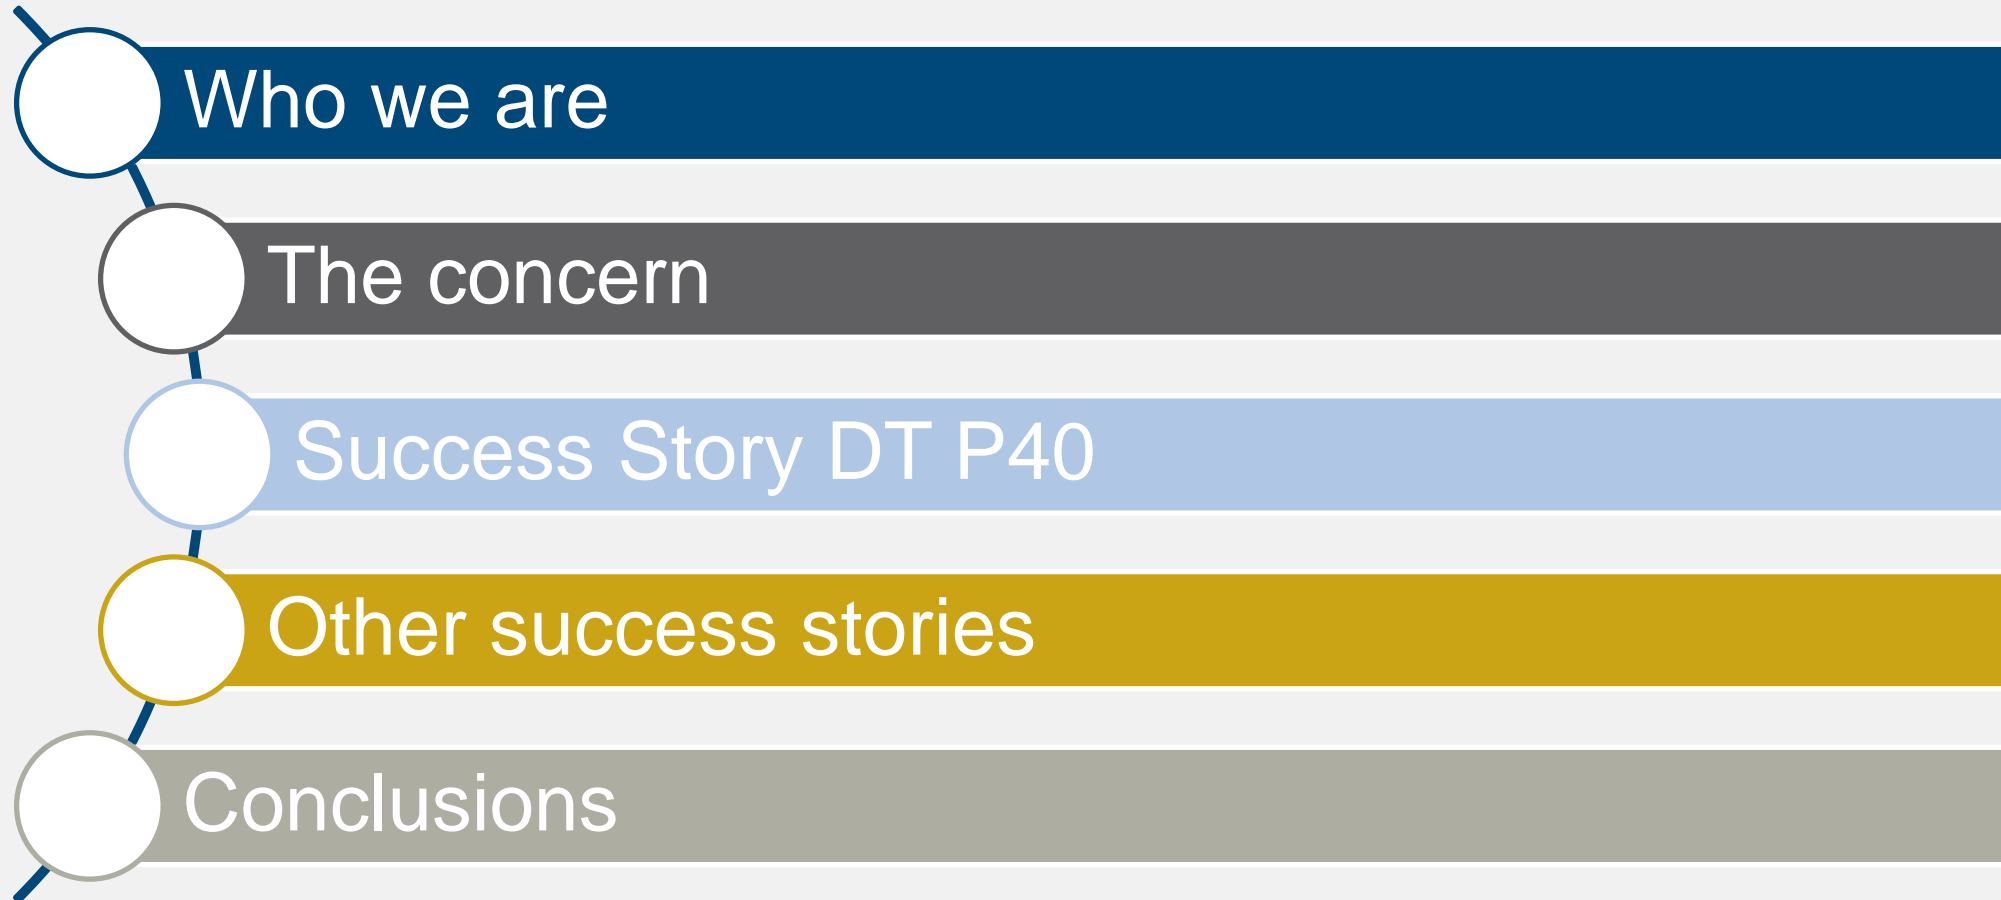 Who we are
The concern
Success Story DT P40
Other success stories
Conclusions